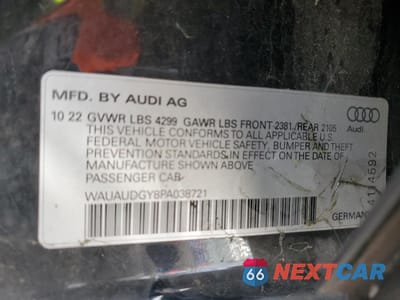 MFD. BY AUDI AG
10 22 GVWR LBS 4299 GAWR LBS FRONT 2381 / REAR 2105
THIS VEHICLE CONFORMS TO ALL APPLICABLE U.S.
FEDERAL MOTOR VEHICLE SAFETY, BUMPER AND THEFT
PREVENTION STANDARDS IN EFFECT ON THE DATE OF
MANUFACTURE SHOWN ABOVE
PASSENGER CAR
WAUAUDGY8PA038721
Audi
4114692
GERMAN
66 NEXTCAR